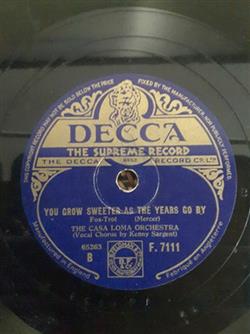 DECCA
THE SUPREME RECORD
THE DECCA RECORD Co. LTD
YOU GROW SWEETER AS THE YEARS GO BY
Fox-Trot (Mercer)
THE CASA LOMA ORCHESTRA
(Vocal Chorus by Kenny Sargent)
65363
B
F. 7111
Made in England
Fabriqué en Angleterre